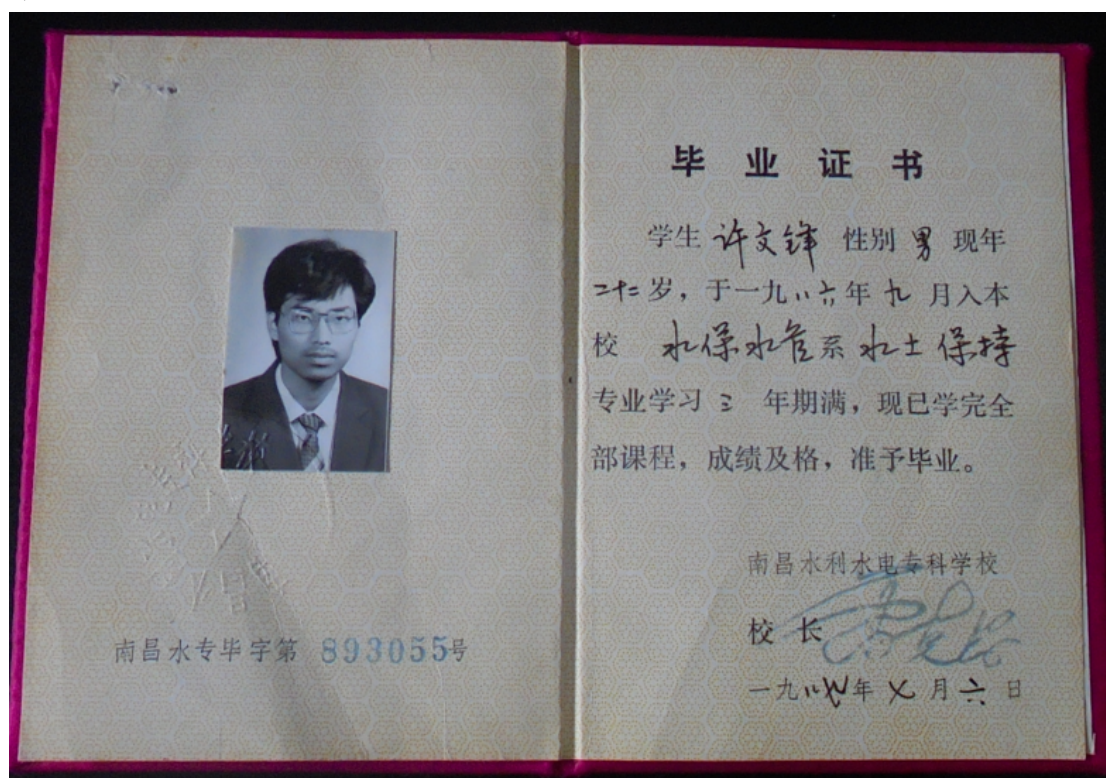 南昌水专毕字第 893055号
毕业证书
学生 许文锋 性别 男 现年
二十二岁，于一九八六年 九 月入本
校 水保水管系 水土保持
专业学习 三 年期满，现已学完全
部课程，成绩及格，准予毕业。
南昌水利水电专科学校
校长
一九八九年 七 月 六 日